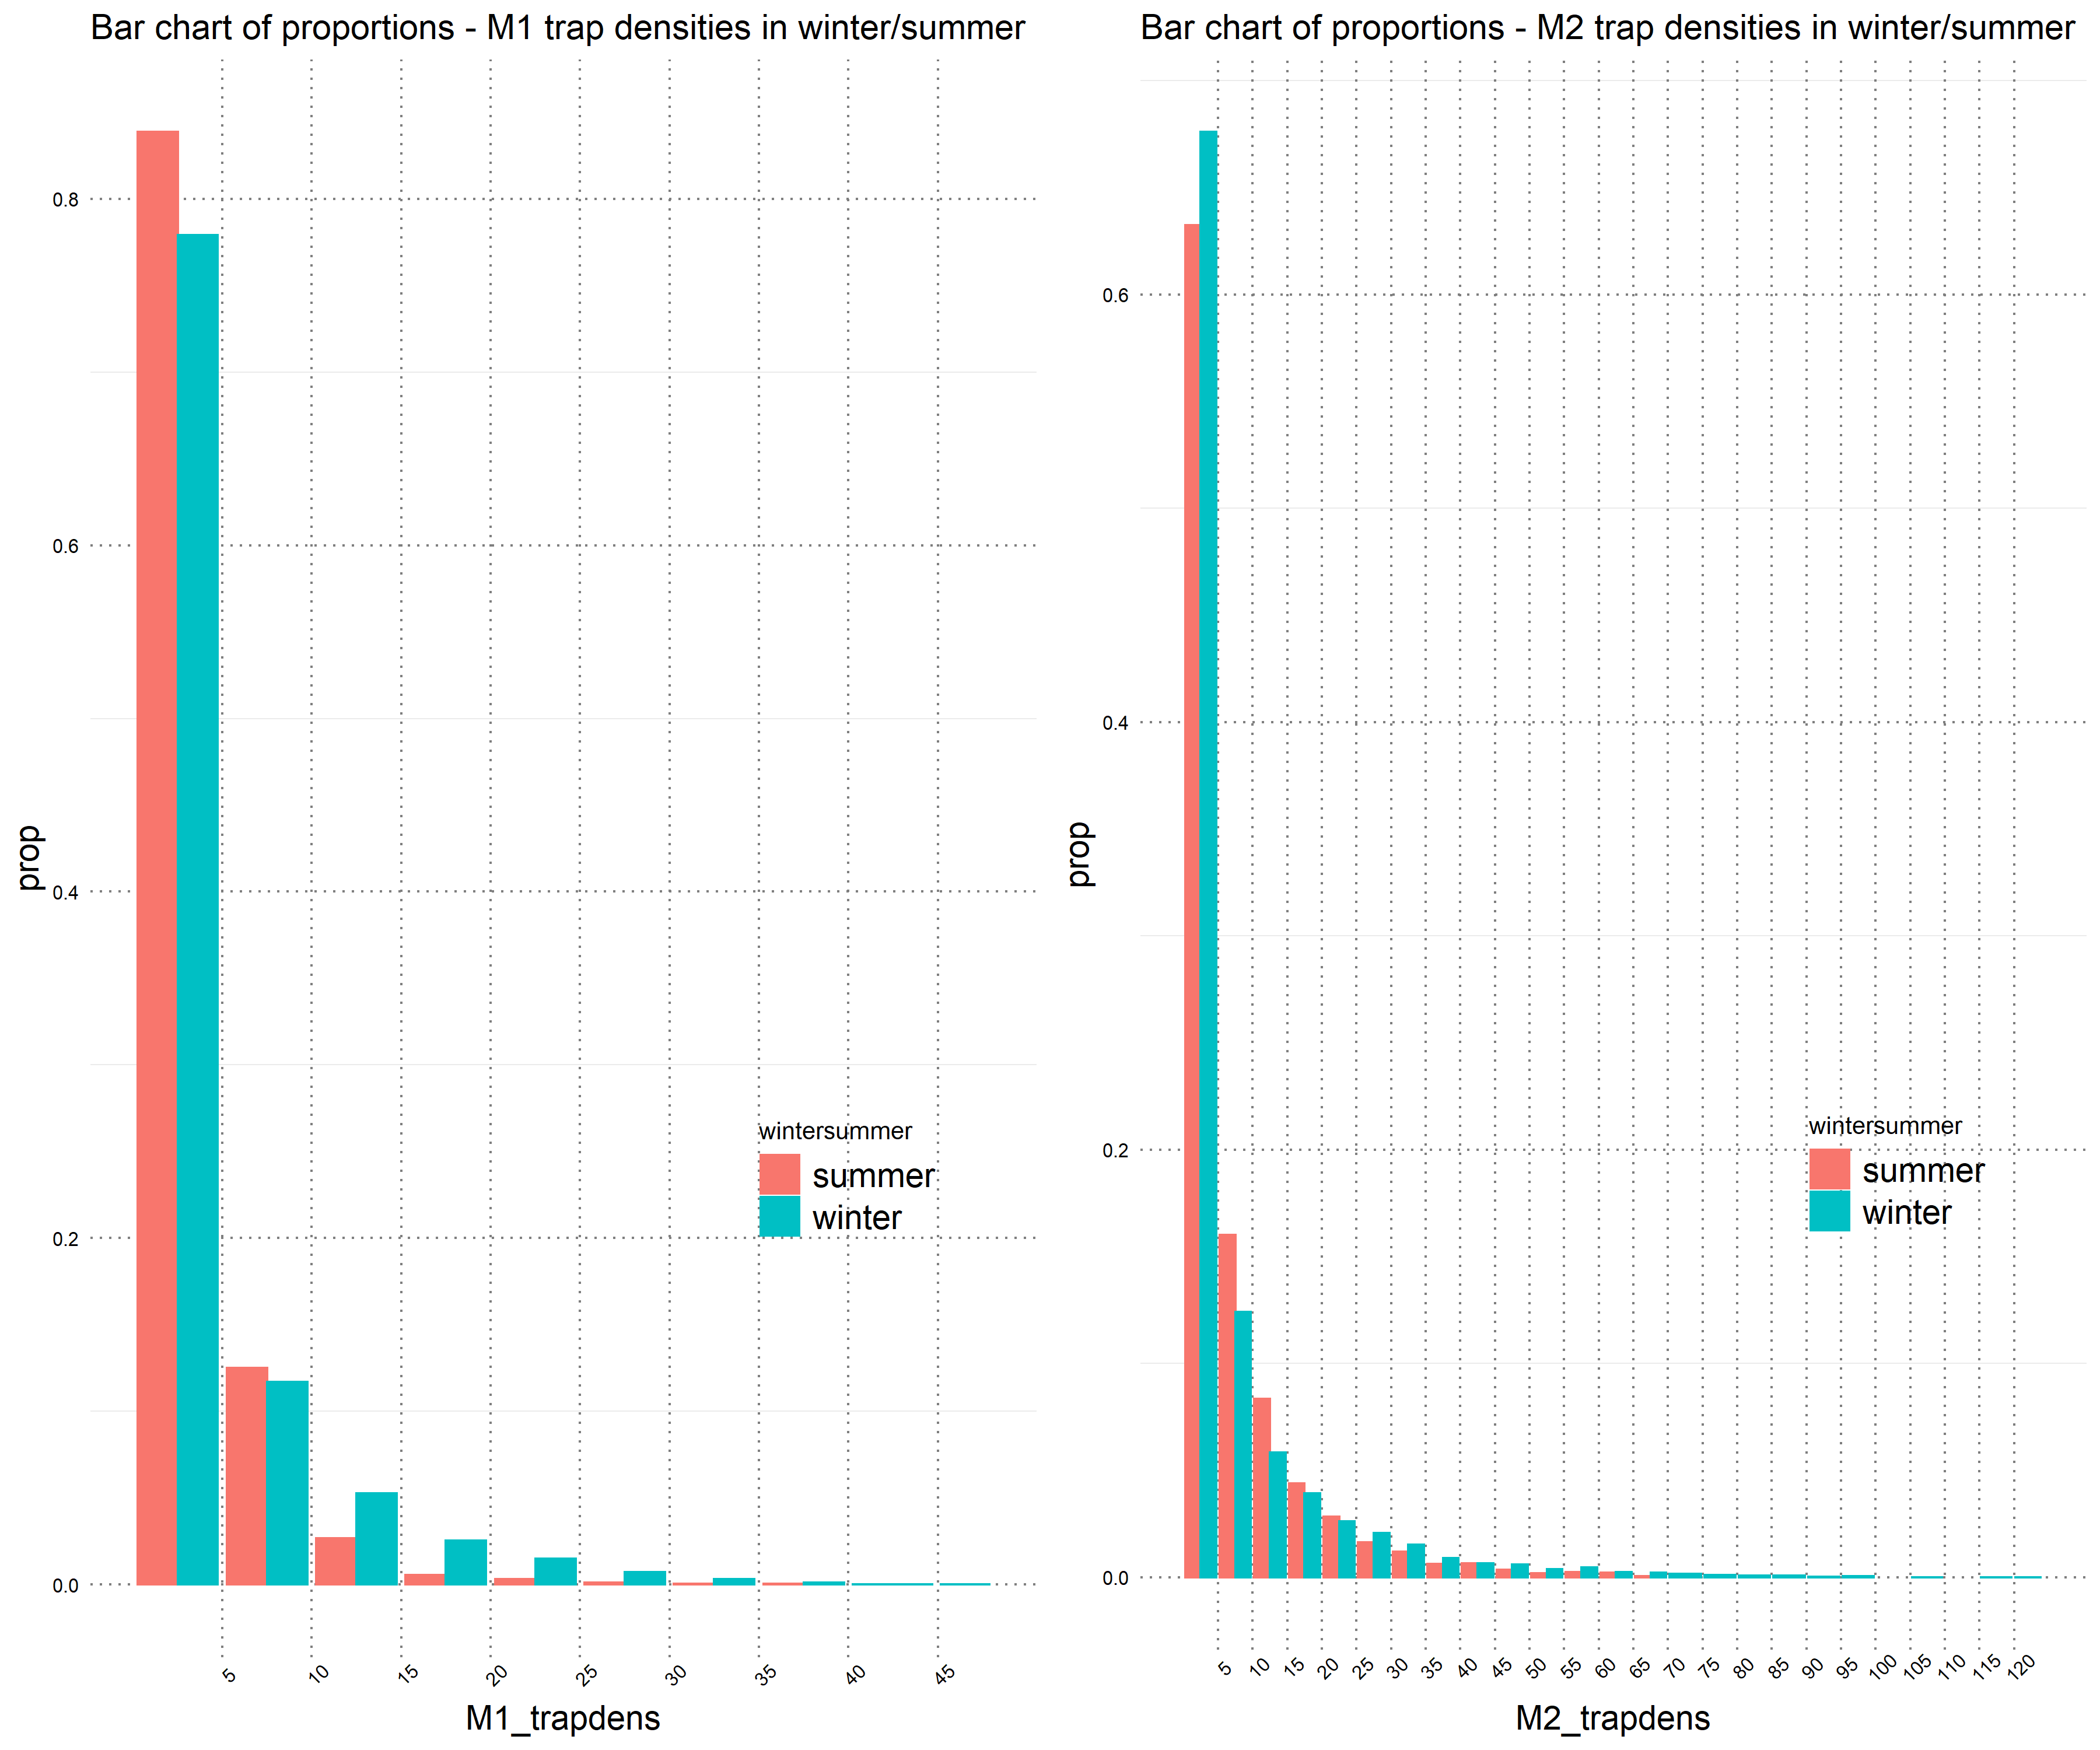 Bar chart of proportions - M1 trap densities in winter/summer
prop
0.8
0.6
0.4
0.2
0.0
wintersummer
summer
winter
5 10 15 20 25 30 35 40 45
M1_trapdens
Bar chart of proportions - M2 trap densities in winter/summer
prop
0.6
0.4
0.2
0.0
wintersummer
summer
winter
5 10 15 20 25 30 35 40 45 50 55 60 65 70 75 80 85 90 95 100 105 110 115 120
M2_trapdens